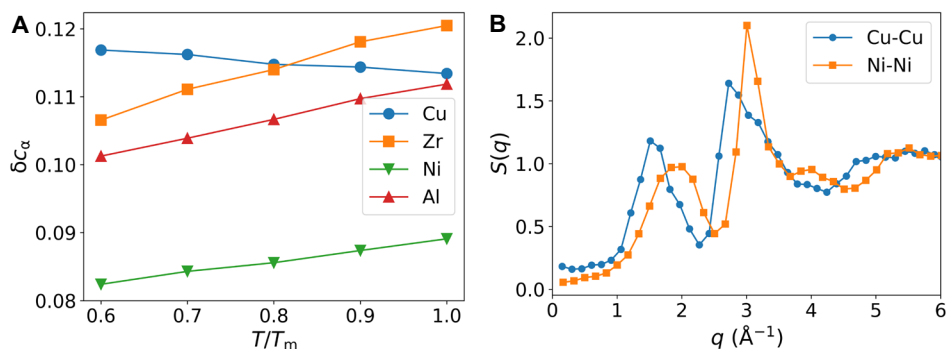 A
δcα
0.12
0.11
0.10
0.09
0.08
0.6 0.7 0.8 0.9 1.0
T/Tm
Cu
Zr
Ni
Al
B
S(q)
2.0
1.5
1.0
0.5
0.0
0 1 2 3 4 5 6
q (Å⁻¹)
Cu-Cu
Ni-Ni